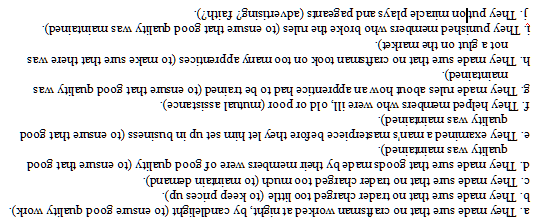 a. They made sure that no craftsman worked at night, by candlelight (to ensure good quality work).
b. They made sure that no trader charged too little (to keep prices up).
c. They made sure that no trader charged too much (to maintain demand).
d. They made sure that goods made by their members were of good quality (to ensure that good
quality was maintained).
e. They examined a man's masterpiece before they let him set up in business (to ensure that good
quality was maintained).
f. They helped members who were ill, old or poor (mutual assistance).
g. They made rules about how an apprentice had to be trained (to ensure that good quality was
maintained).
h. They made sure that no craftsman took on too many apprentices (to make sure that there was
not a glut on the market).
i. They punished members who broke the rules (to ensure that good quality was maintained).
j. They put on miracle plays and pageants (advertising? faith?).